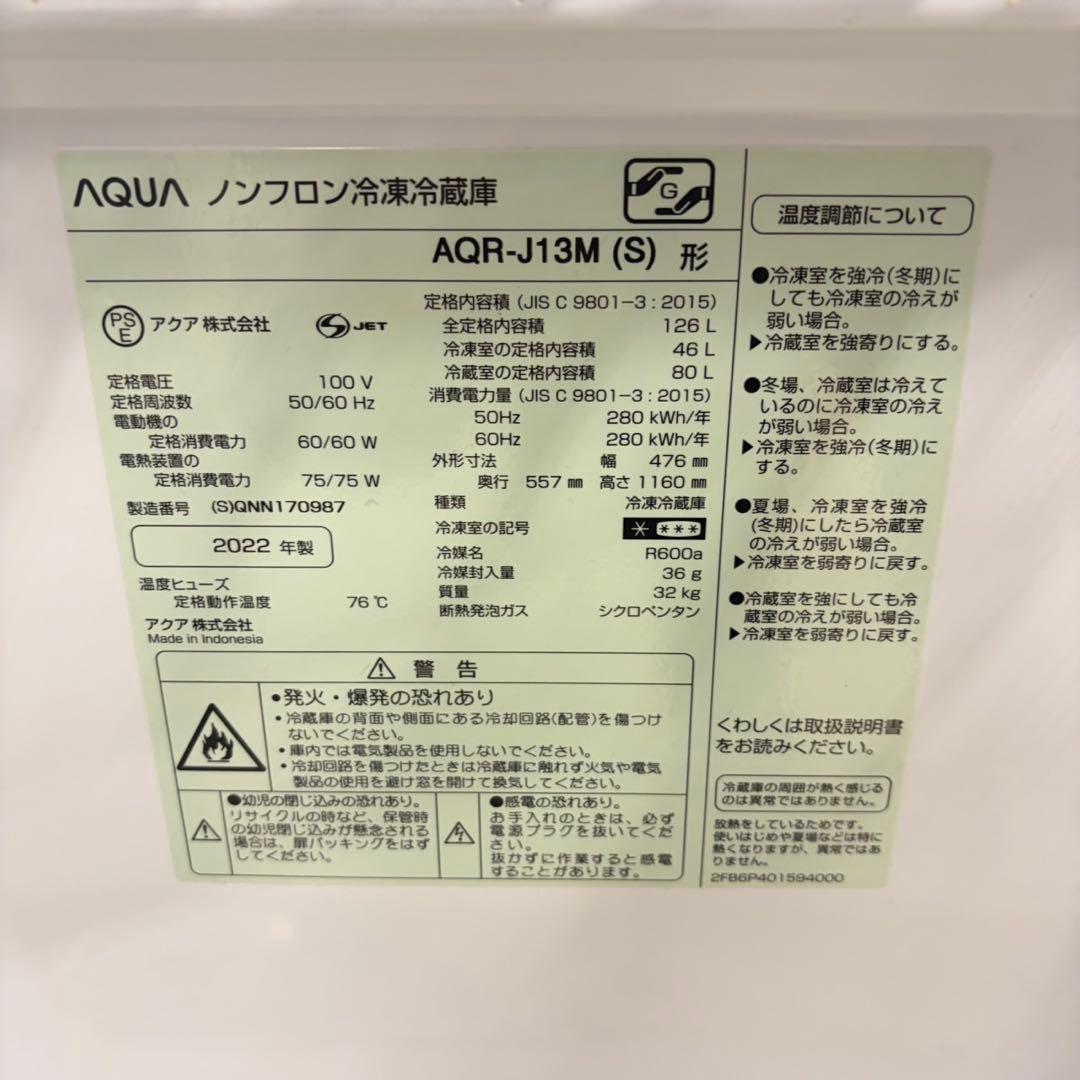 AQUA ノンフロン冷凍冷蔵庫
G
AQR-J13M (S) 形
PS
E
アクア 株式会社
S JET
定格電圧 100 V
定格周波数 50/60 Hz
電動機の
定格消費電力 60/60 W
電熱装置の
定格消費電力 75/75 W
製造番号 (S)QNN170987
2022 年製
温度ヒューズ
定格動作温度 76 ℃
アクア 株式会社
Made in Indonesia
定格内容積 (JIS C 9801-3 : 2015)
全定格内容積 126 L
冷凍室の定格内容積 46 L
冷蔵室の定格内容積 80 L
消費電力量 (JIS C 9801-3 : 2015)
50Hz 280 kWh/年
60Hz 280 kWh/年
外形寸法 幅 476 ㎜
奥行 557 ㎜ 高さ 1160 ㎜
種類 冷凍冷蔵庫
冷凍室の記号 * ***
冷媒名 R600a
冷媒封入量 36 g
質量 32 kg
断熱発泡ガス シクロペンタン
⚠ 警 告
●発火・爆発の恐れあり
・冷蔵庫の背面や側面にある冷却回路(配管)を傷つけ
ないでください。
・庫内では電気製品を使用しないでください。
・冷却回路を傷つけたときは冷蔵庫に触れず火気や電気
製品の使用を避け窓を開けて換気してください。
●幼児の閉じ込みの恐れあり。
リサイクルの時など、保管時
の幼児閉じ込みが懸念される
場合は、扉パッキングをはず
してください。
●感電の恐れあり。
お手入れのときは、必ず
電源プラグを抜いてくだ
さい。
抜かずに作業すると感電
することがあります。
温度調節について
●冷凍室を強冷(冬期)に
しても冷凍室の冷えが
弱い場合。
▶冷蔵室を強寄りにする。
●冬場、冷蔵室は冷えて
いるのに冷凍室の冷え
が弱い場合。
▶冷凍室を強冷(冬期)に
する。
●夏場、冷凍室を強冷
(冬期)にしたら冷蔵室
の冷えが弱い場合。
▶冷凍室を弱寄りに戻す。
●冷蔵室を強にしても冷
蔵室の冷えが弱い場合。
▶冷凍室を弱寄りに戻す。
くわしくは取扱説明書
をお読みください。
冷蔵庫の周囲が熱く感じる
のは異常ではありません。
放熱をしているためです。
使いはじめや夏場などは特に
熱くなりますが、異常ではあ
りません。
2FB6P401594000